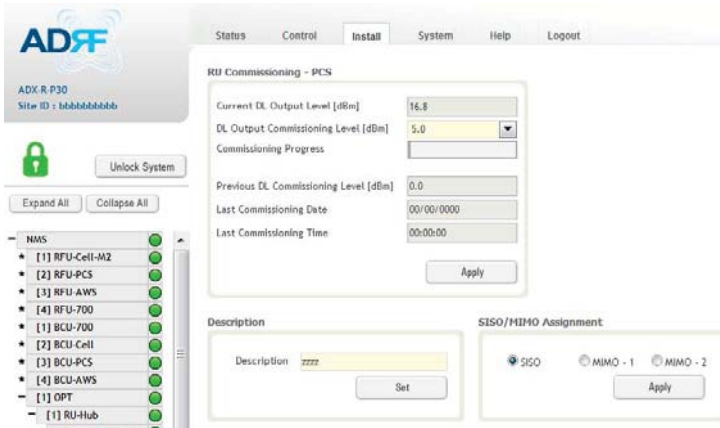 ADRF
ADX-R-P30
Site ID : bbbbbbbbbb
Unlock System
Expand All
Collapse All
NMS
[1] RFU-Cell-M2
[2] RFU-PCS
[3] RFU-AWS
[4] RFU-700
[1] BCU-700
[2] BCU-Cell
[3] BCU-PCS
[4] BCU-AWS
[1] OPT
[1] RU-Hub
Status Control Install System Help Logout
RU Commissioning - PCS
Current DL Output Level [dBm] 16.8
DL Output Commissioning Level [dBm] 5.0
Commissioning Progress
Previous DL Commissioning Level [dBm] 0.0
Last Commissioning Date 00/00/0000
Last Commissioning Time 00:00:00
Apply
Description
Description zzzz
Set
SISO/MIMO Assignment
SISO MIMO - 1 MIMO - 2
Apply